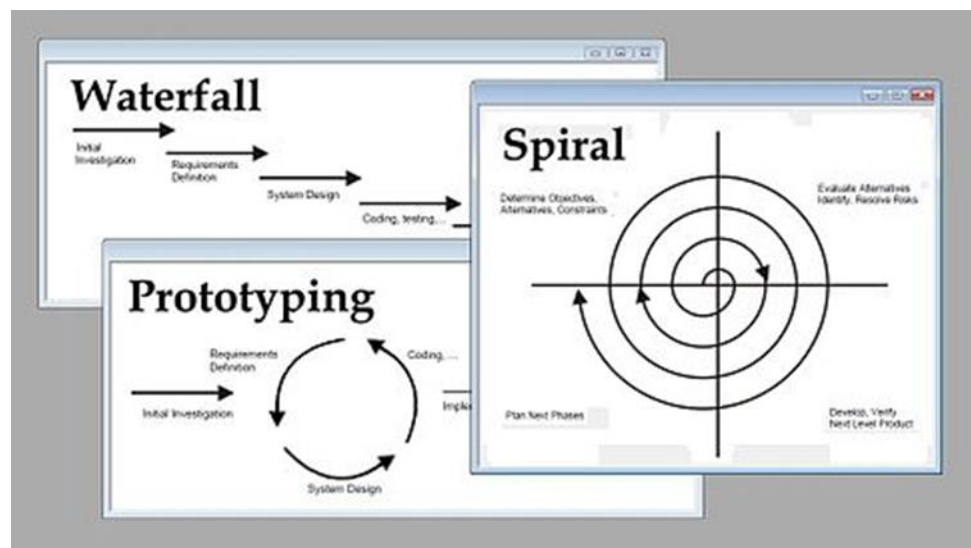 Waterfall
Initial
Investigation
Requirements
Definition
System Design
Coding, testing,...
Prototyping
Requirements
Definition
Coding, ...
Initial Investigation
System Design
Spiral
Determine Objectives,
Alternatives, Constraints
Evaluate Alternatives
Identify, Resolve Risks
Plan Next Phases
Develop, Verify
Next Level Product